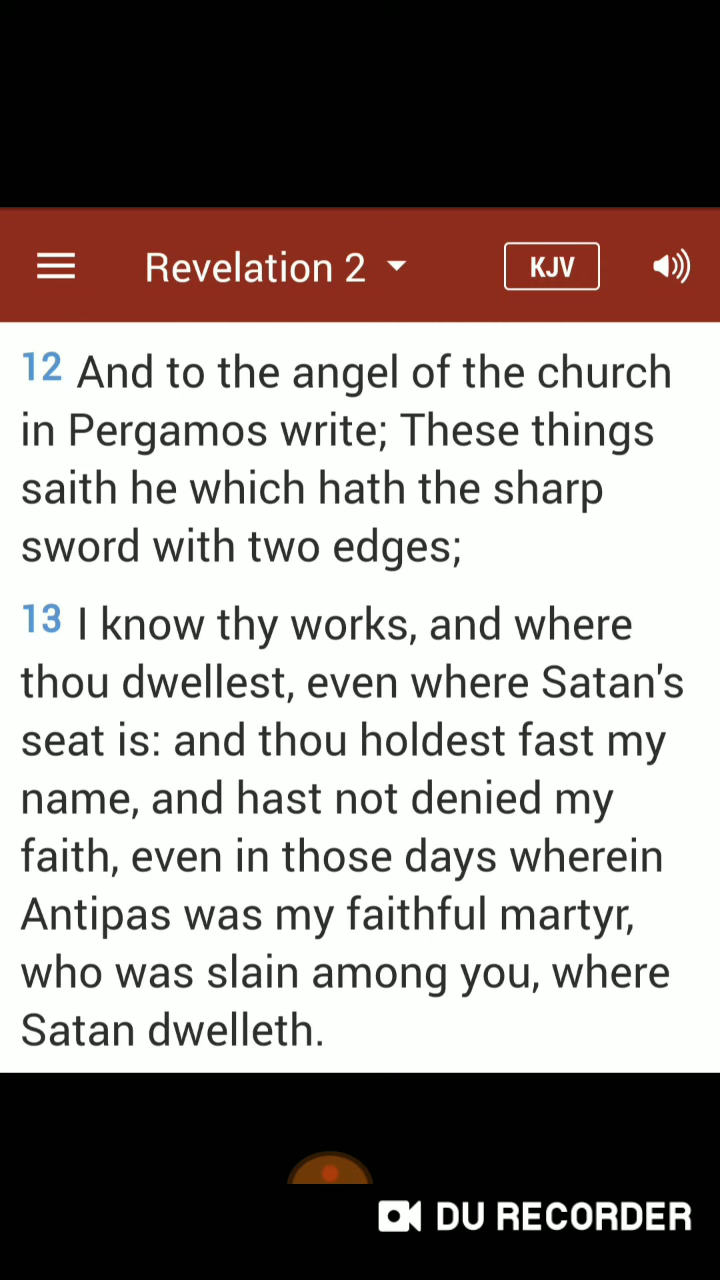 Revelation 2
KJV
12 And to the angel of the church
in Pergamos write; These things
saith he which hath the sharp
sword with two edges;
13 I know thy works, and where
thou dwellest, even where Satan's
seat is: and thou holdest fast my
name, and hast not denied my
faith, even in those days wherein
Antipas was my faithful martyr,
who was slain among you, where
Satan dwelleth.
DU RECORDER